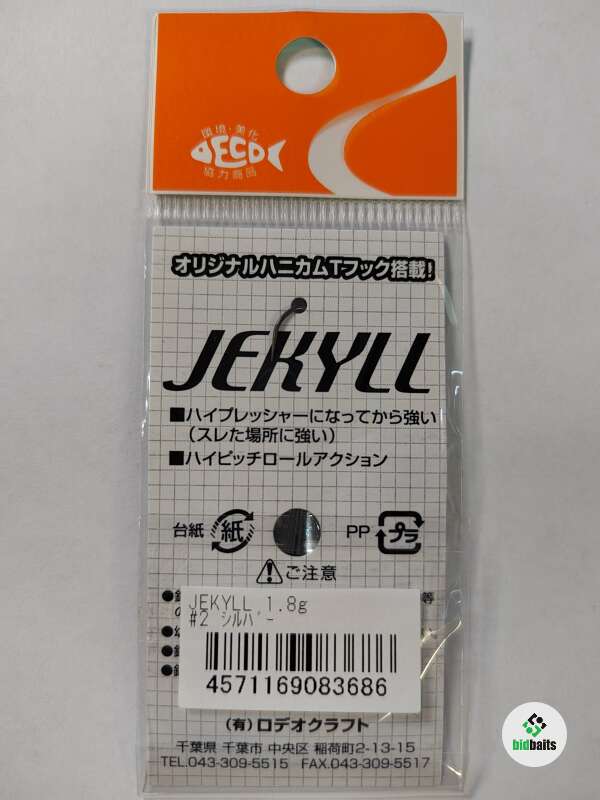 環境・美化
ECO
協力商品
オリジナルハニカムTフック搭載!
JEKYLL
■ハイプレッシャーになってから強い
(スレた場所に強い)
■ハイピッチロールアクション
台紙 紙 PP プラ
ご注意
JEKYLL 1.8g
#2 シルバー
4571169083686
(有)ロデオクラフト
千葉県 千葉市 中央区 稲荷町2-13-15
TEL.043-309-5515 FAX.043-309-5517
bidbaits